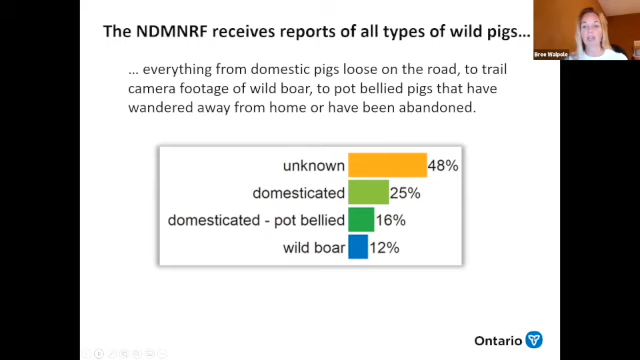 The NDMNRF receives reports of all types of wild pigs...
... everything from domestic pigs loose on the road, to trail
camera footage of wild boar, to pot bellied pigs that have
wandered away from home or have been abandoned.
unknown 48%
domesticated 25%
domesticated - pot bellied 16%
wild boar 12%
Ontario
Bree Walpole